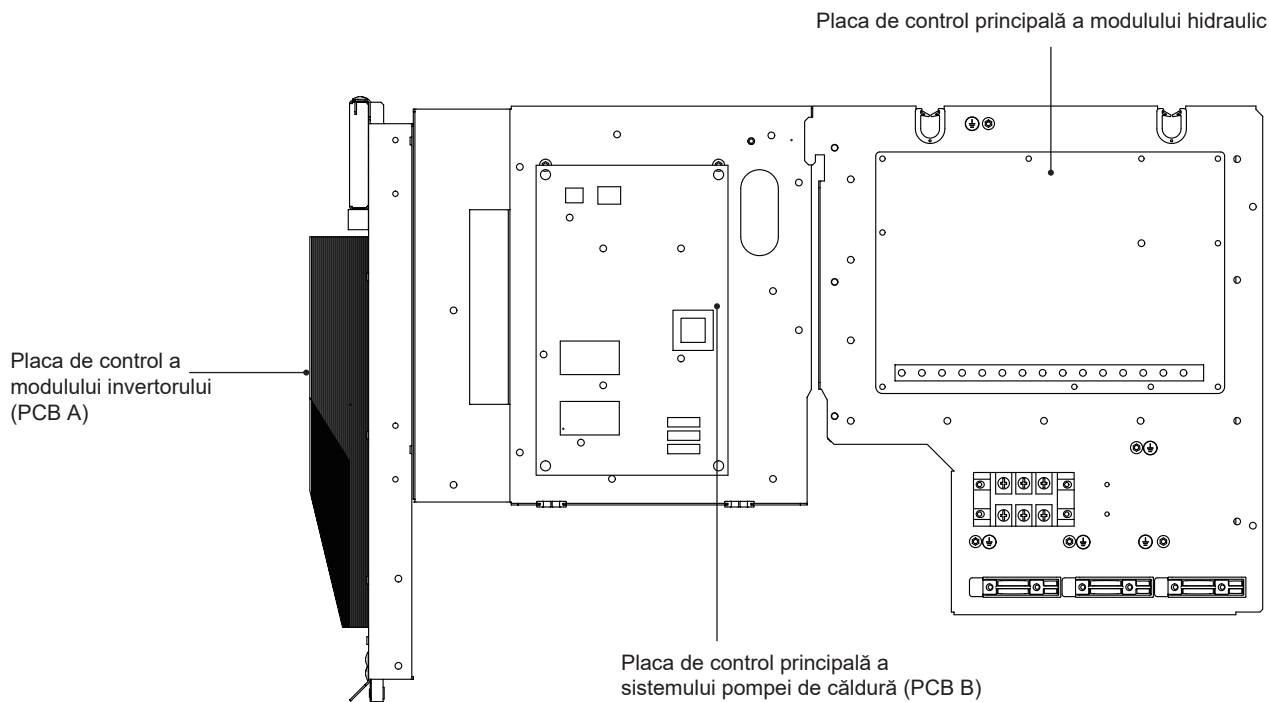 Placa de control principală a modulului hidraulic
Placa de control a
modulului invertorului
(PCB A)
Placa de control principală a
sistemului pompei de căldură (PCB B)